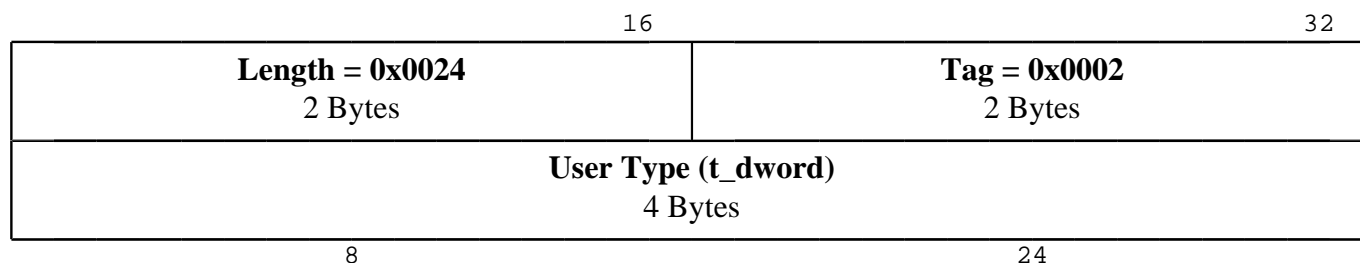 16 32
Length = 0x0024 Tag = 0x0002
2 Bytes 2 Bytes
User Type (t_dword)
4 Bytes
8 24